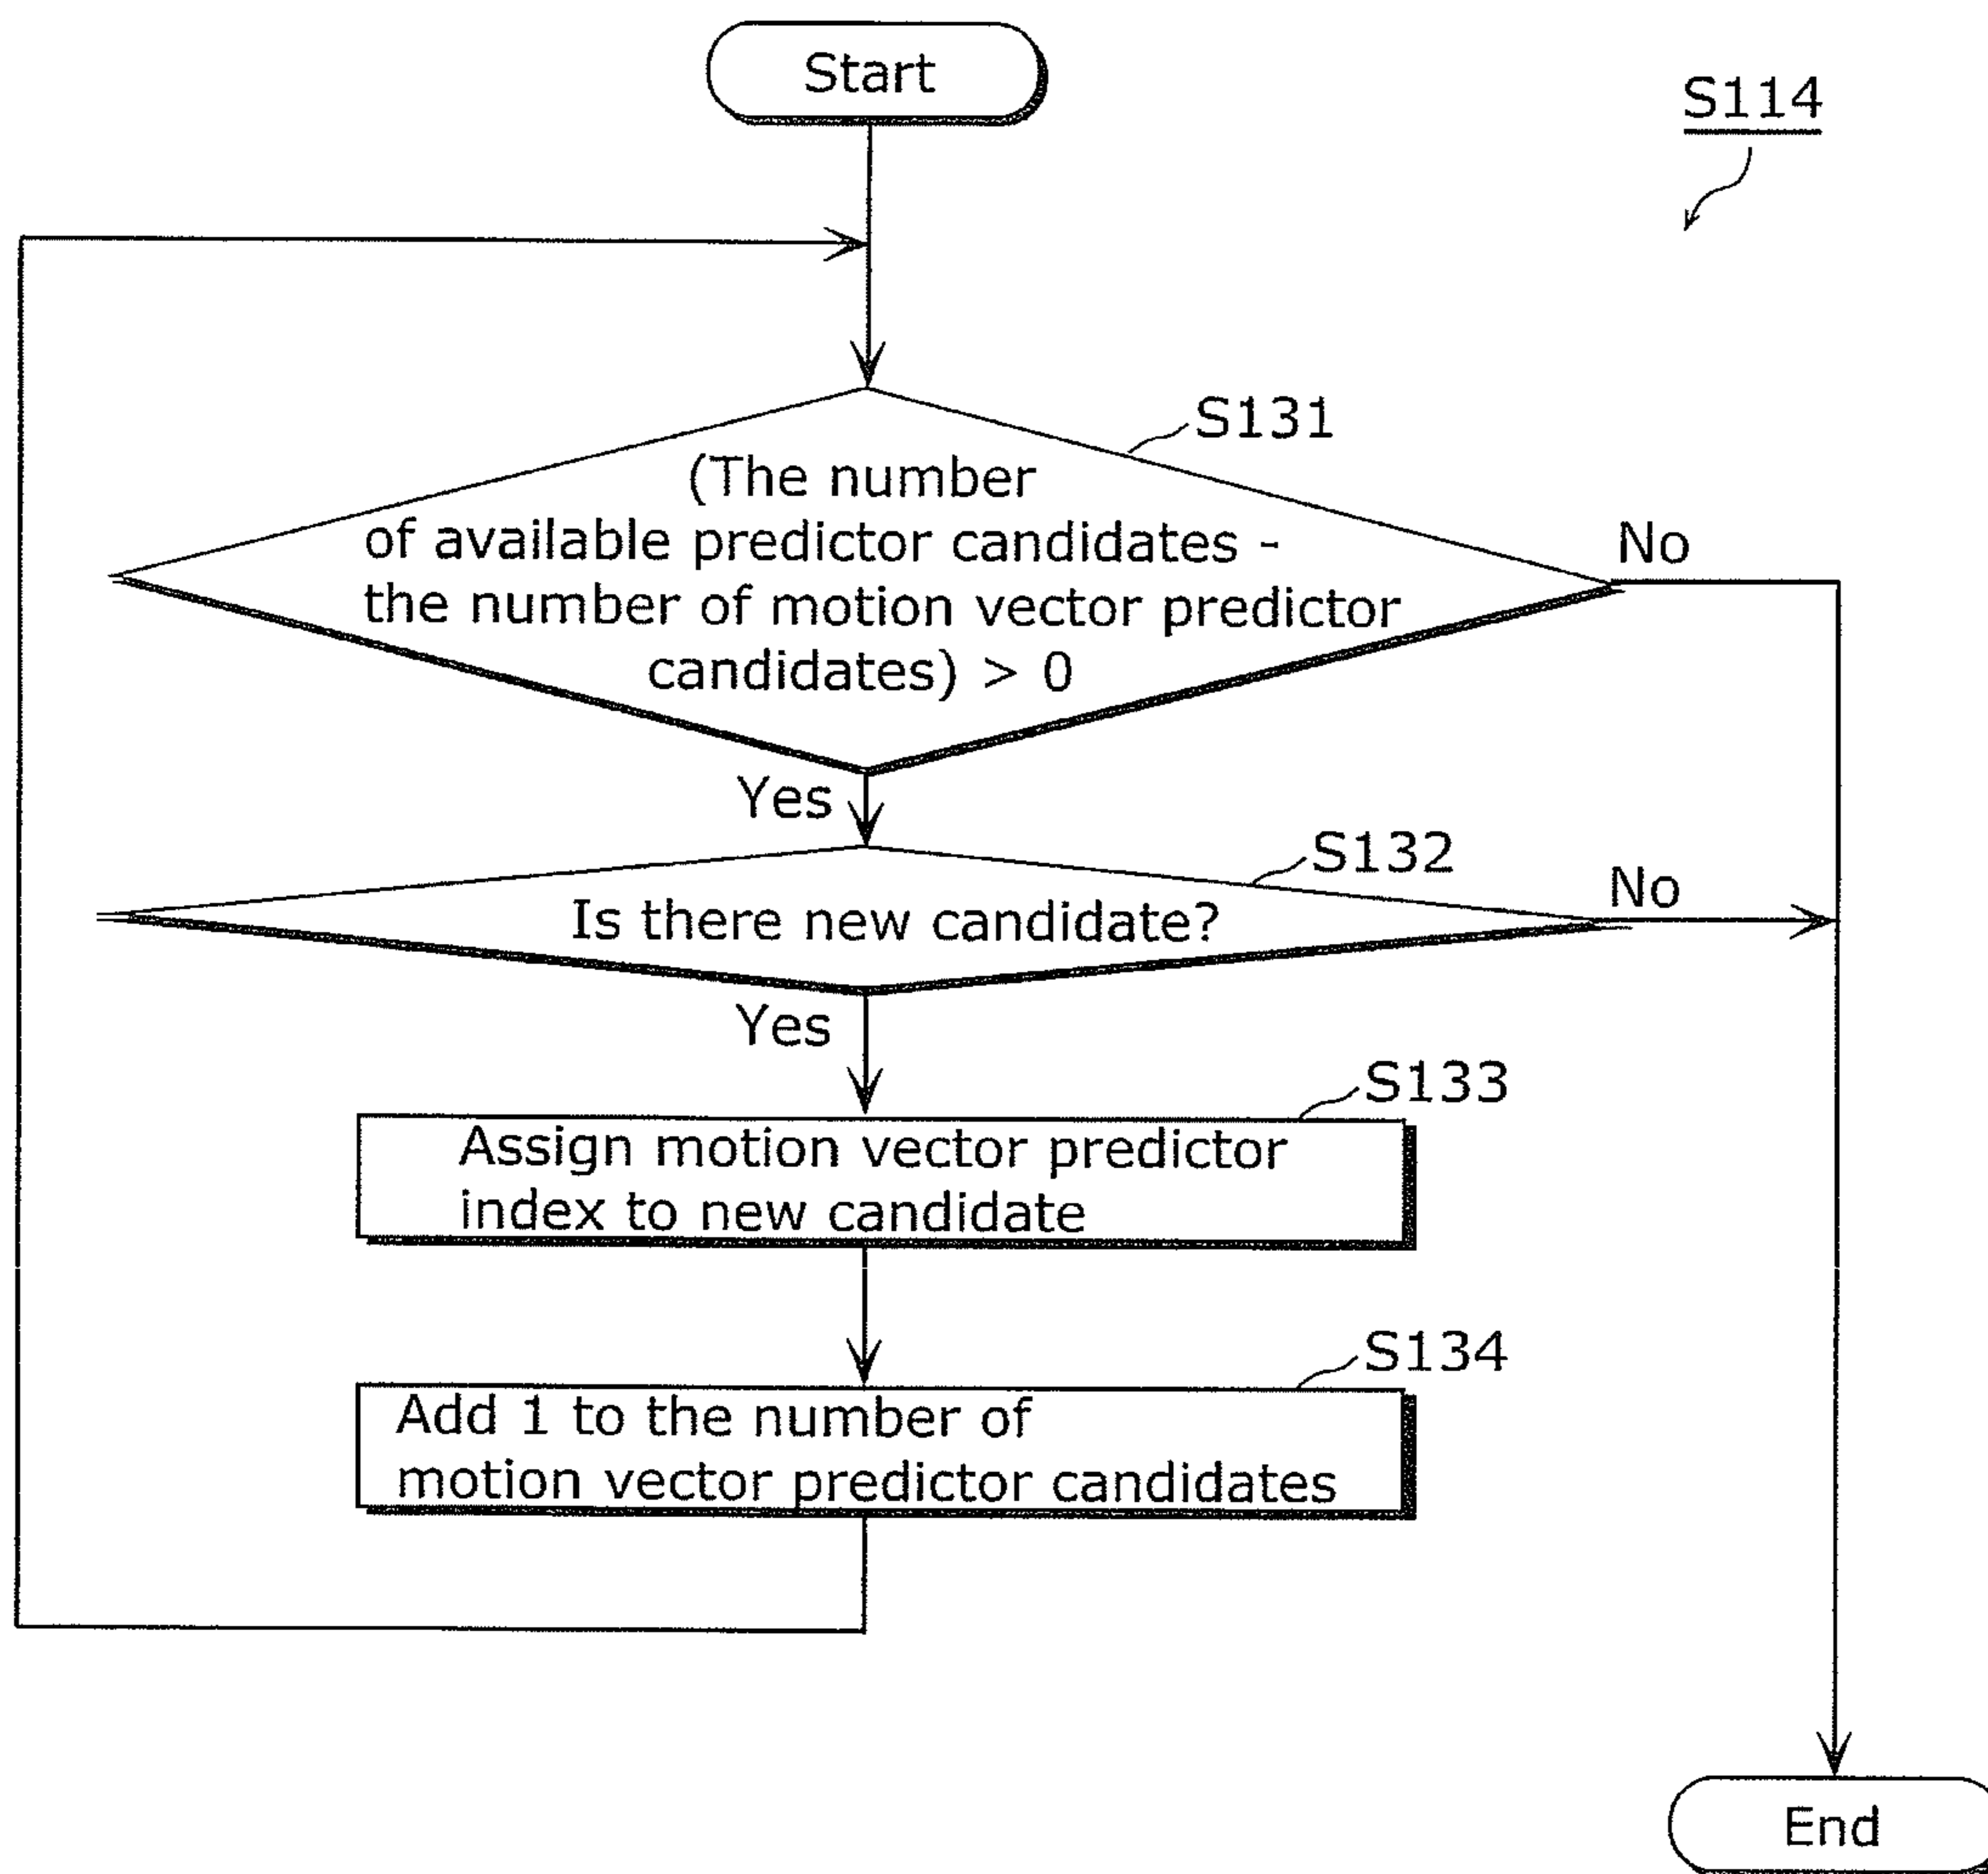 Start
S114
S131
(The number
of available predictor candidates -
the number of motion vector predictor
candidates) > 0
No
Yes
S132
Is there new candidate?
No
Yes
S133
Assign motion vector predictor
index to new candidate
S134
Add 1 to the number of
motion vector predictor candidates
End